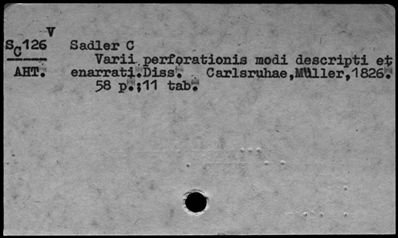 V
SC126 Sadler C
Varii perforationis modi descripti et
AHT. enarrati.Diss. Carlsruhae,Müller,1826.
58 p.;11 tab.